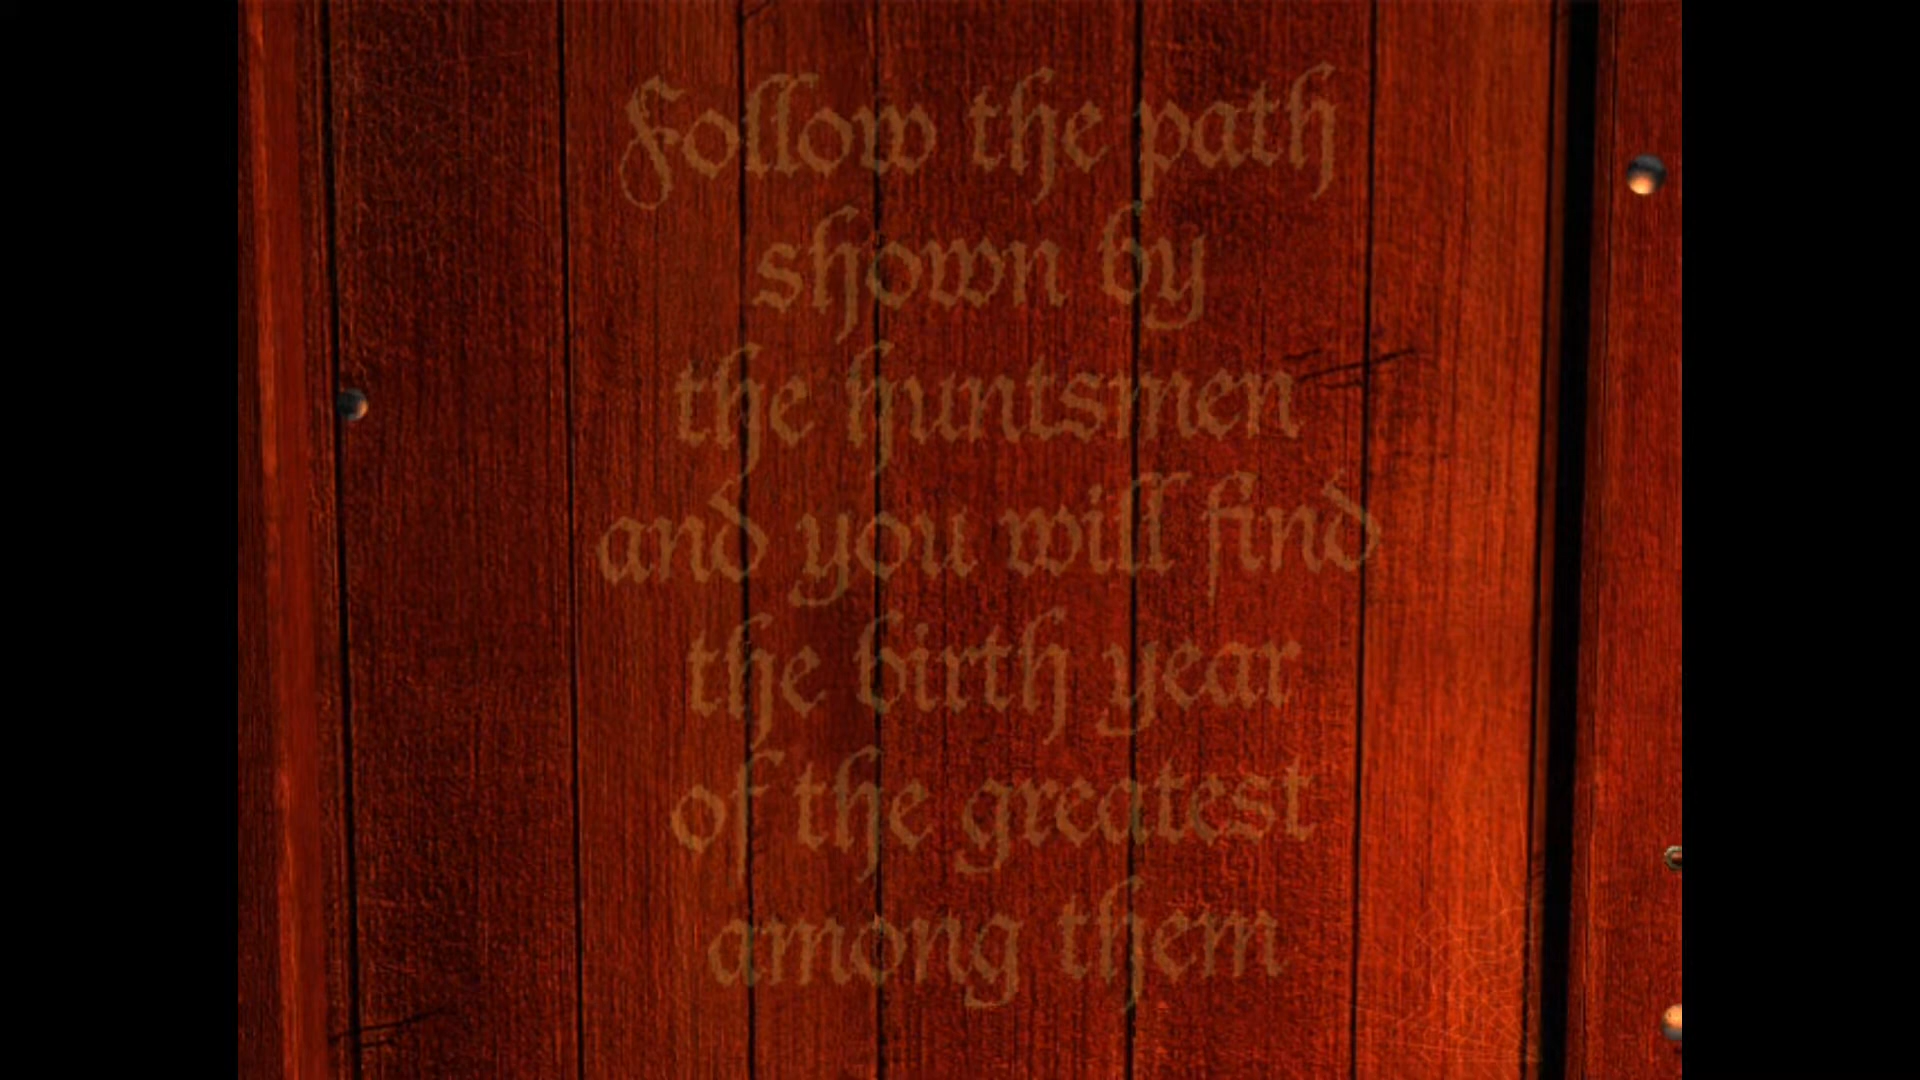 Follow the path
shown by
the huntsmen
and you will find
the birth year
of the greatest
among them